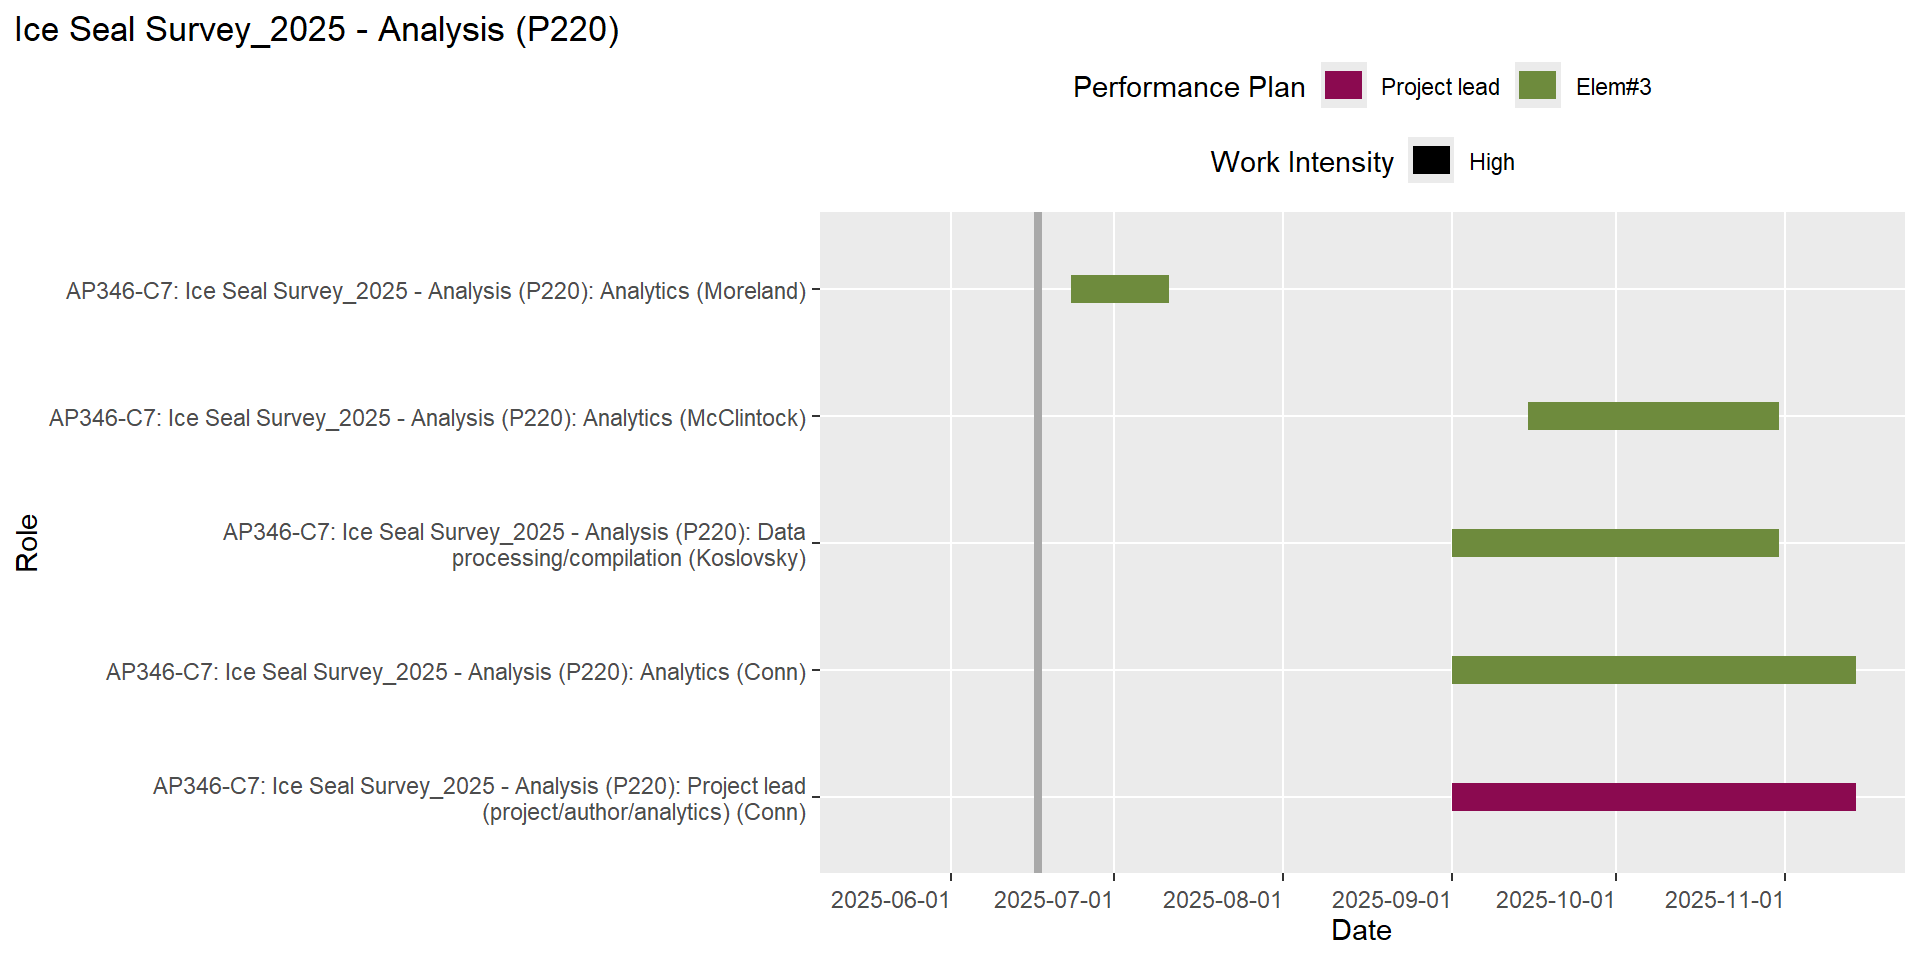 Ice Seal Survey_2025 - Analysis (P220)
Performance Plan Project lead Elem#3
Work Intensity High
AP346-C7: Ice Seal Survey_2025 - Analysis (P220): Analytics (Moreland)
AP346-C7: Ice Seal Survey_2025 - Analysis (P220): Analytics (McClintock)
AP346-C7: Ice Seal Survey_2025 - Analysis (P220): Data
processing/compilation (Koslovsky)
AP346-C7: Ice Seal Survey_2025 - Analysis (P220): Analytics (Conn)
AP346-C7: Ice Seal Survey_2025 - Analysis (P220): Project lead
(project/author/analytics) (Conn)
Role
2025-06-01 2025-07-01 2025-08-01 2025-09-01 2025-10-01 2025-11-01
Date